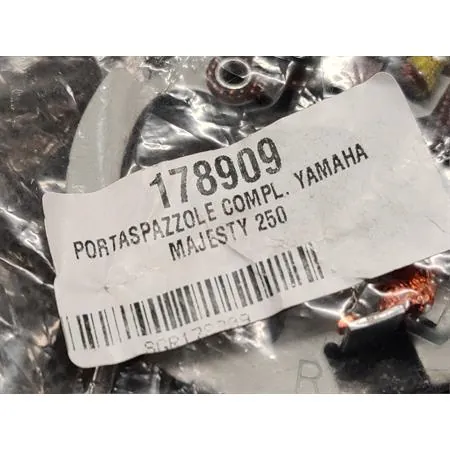 178909
PORTASPAZZOLE COMPL. YAMAHA
MAJESTY 250
R